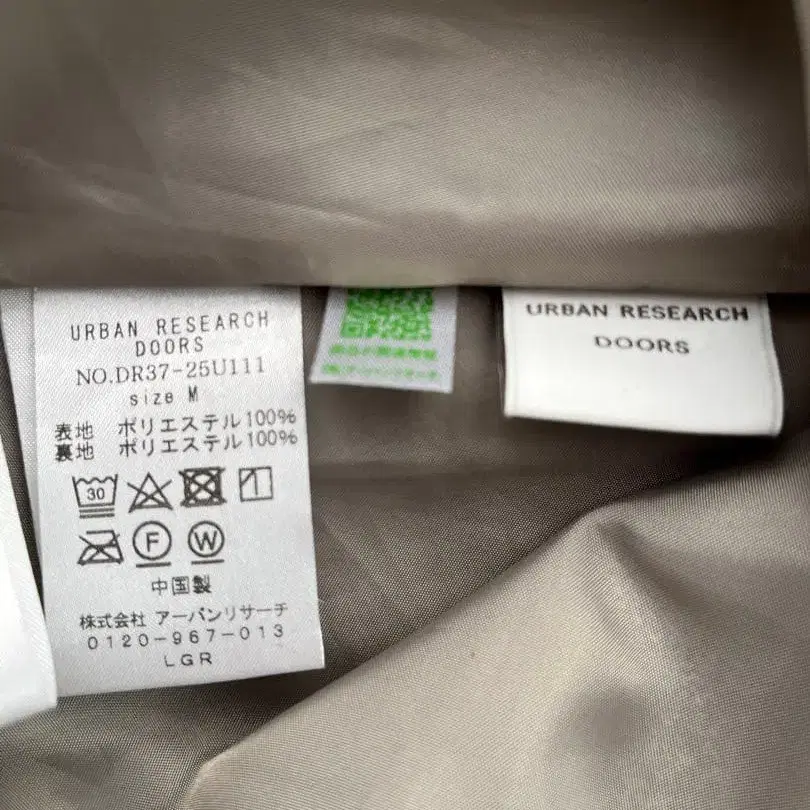 URBAN RESEARCH
DOORS
NO.DR37-25U111
size M
表地 ポリエステル100%
裏地 ポリエステル100%
30
F W
中国製
株式会社 アーバンリサーチ
0120-967-013
LGR
URBAN RESEARCH
DOORS